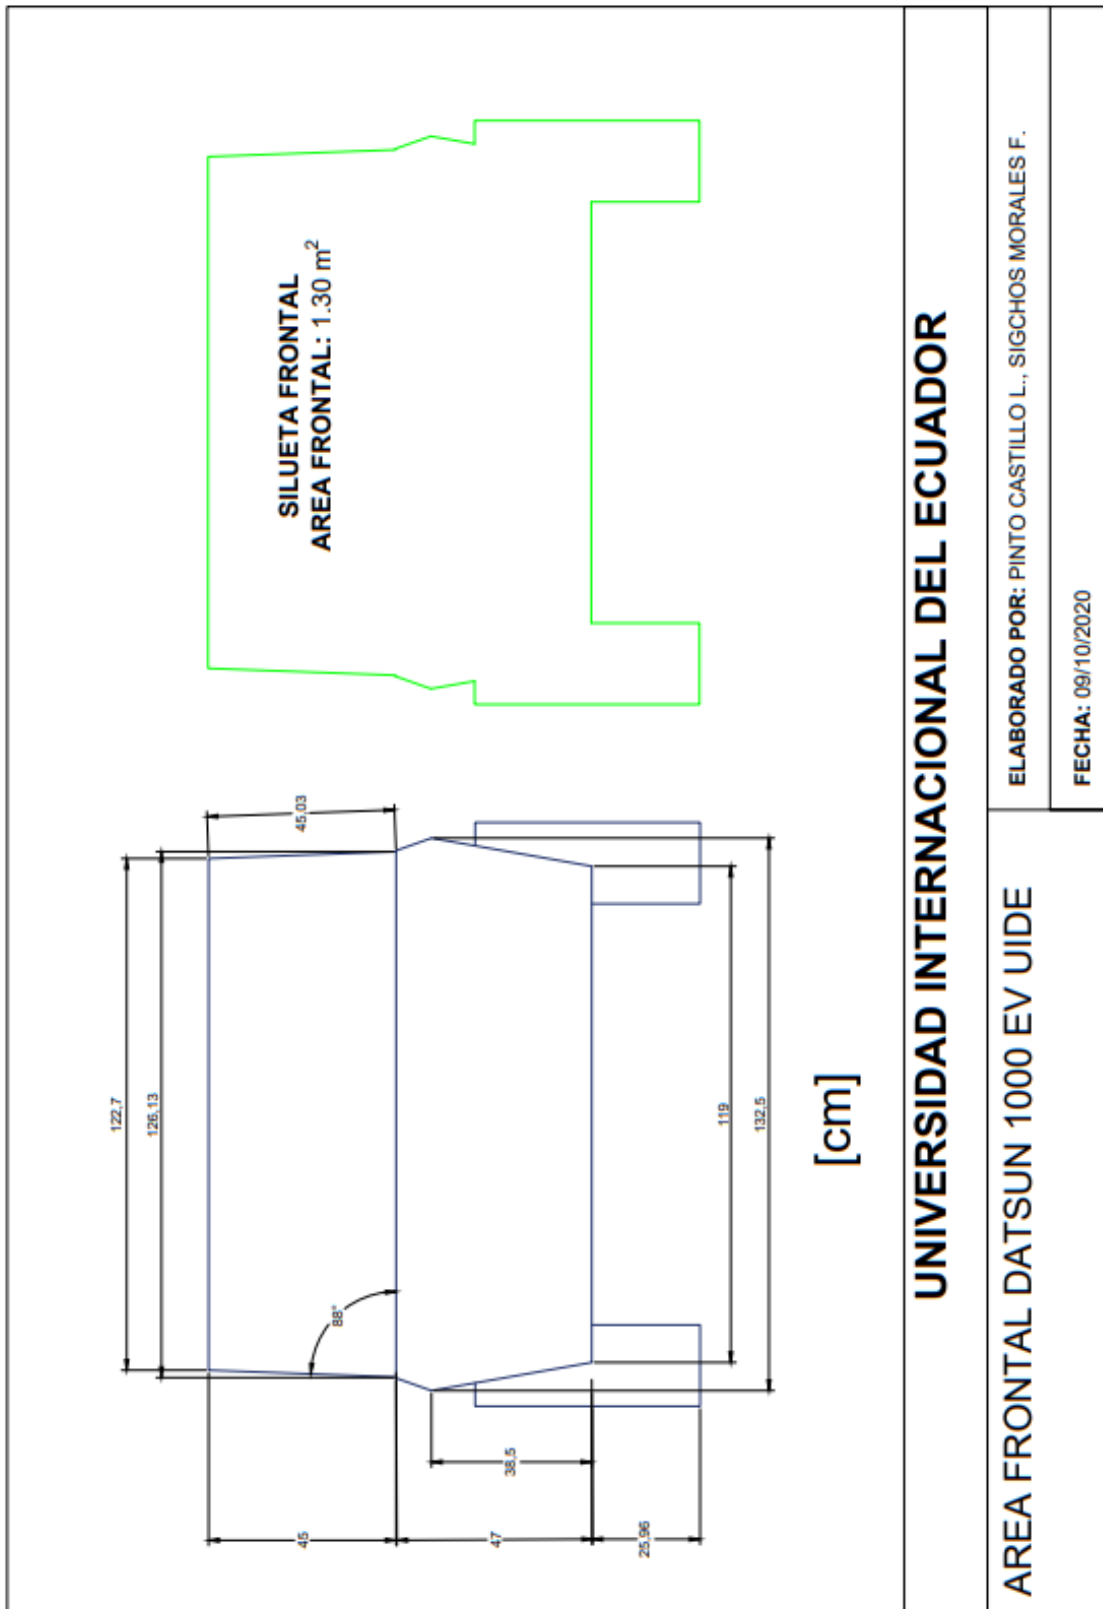 SILUETA FRONTAL
AREA FRONTAL: 1.30 m²
122,7
126,13
45,03
88°
45
47
38,5
25,96
119
132,5
[cm]
UNIVERSIDAD INTERNACIONAL DEL ECUADOR
AREA FRONTAL DATSUN 1000 EV UIDE
ELABORADO POR: PINTO CASTILLO L., SIGCHOS MORALES F.
FECHA: 09/10/2020